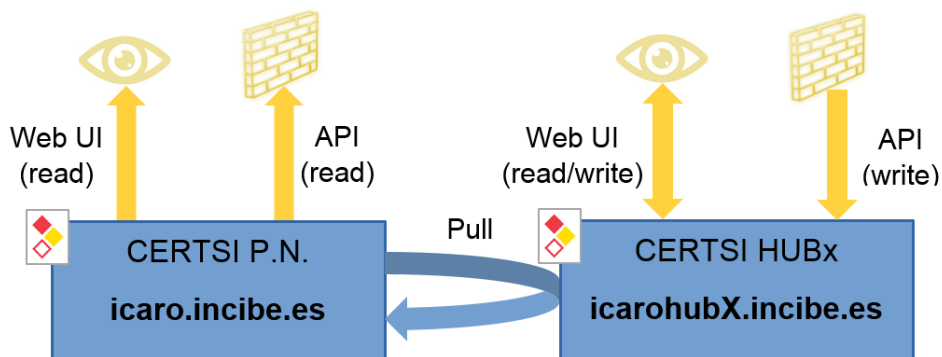 Web UI
(read)
API
(read)
Web UI
(read/write)
API
(write)
CERTSI P.N.
icaro.incibe.es
Pull
CERTSI HUBx
icarohubX.incibe.es